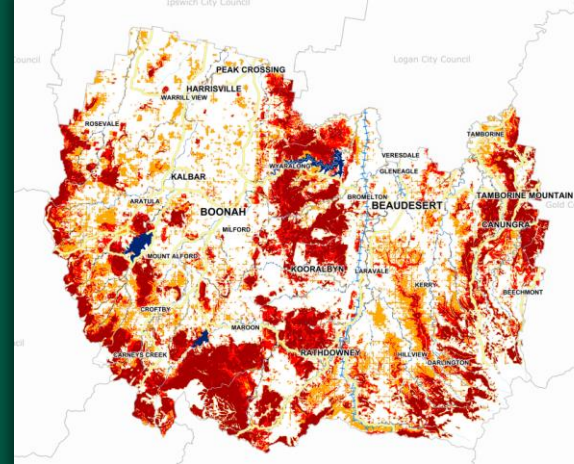 Ipswich City Council
Council
Logan City Council
PEAK CROSSING
HARRISVILLE
WARRILL VIEW
ROSEVALE
TAMBORINE
VERESDALE
WYARALONG
GLENEAGLE
KALBAR
TAMBORINE MOUNTAIN
ARATULA
BROMELTON
BEAUDESERT
Gold C
BOONAH
CANUNGRA
MILFORD
MOUNT ALFORD
KOORALBYN
LARAVALE
KERRY
BEECHMONT
CROFTBY
MAROON
CARNEYS CREEK
RATHDOWNEY
HILLVIEW
DARLINGTON
cil